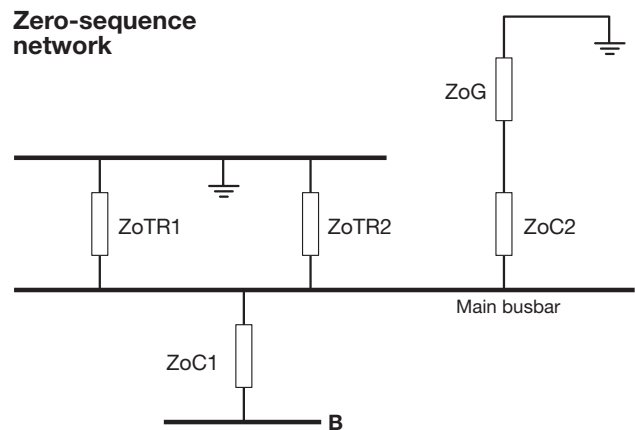 Zero-sequence
network
ZoG
ZoTR1
ZoTR2
ZoC2
Main busbar
ZoC1
B